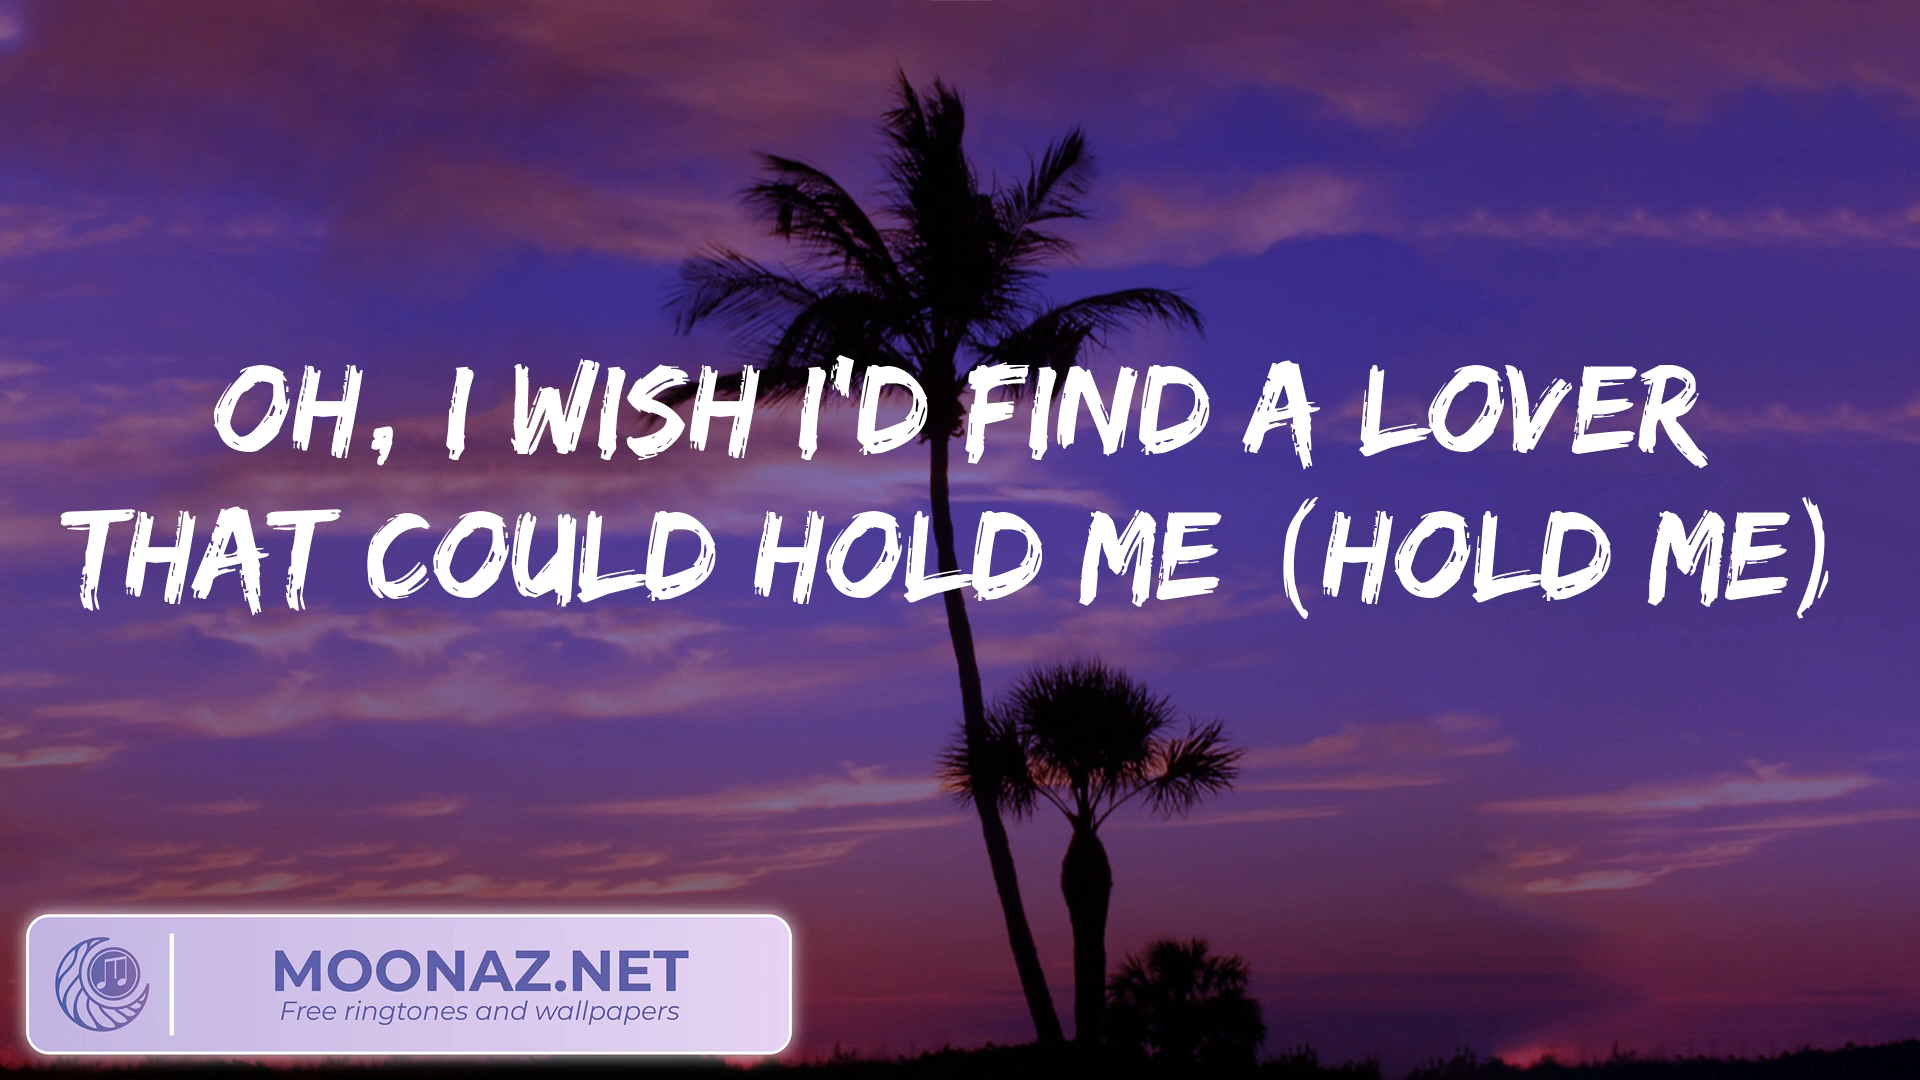 OH, I WISH I'D FIND A LOVER
THAT COULD HOLD ME (HOLD ME)
MOONAZ.NET
Free ringtones and wallpapers